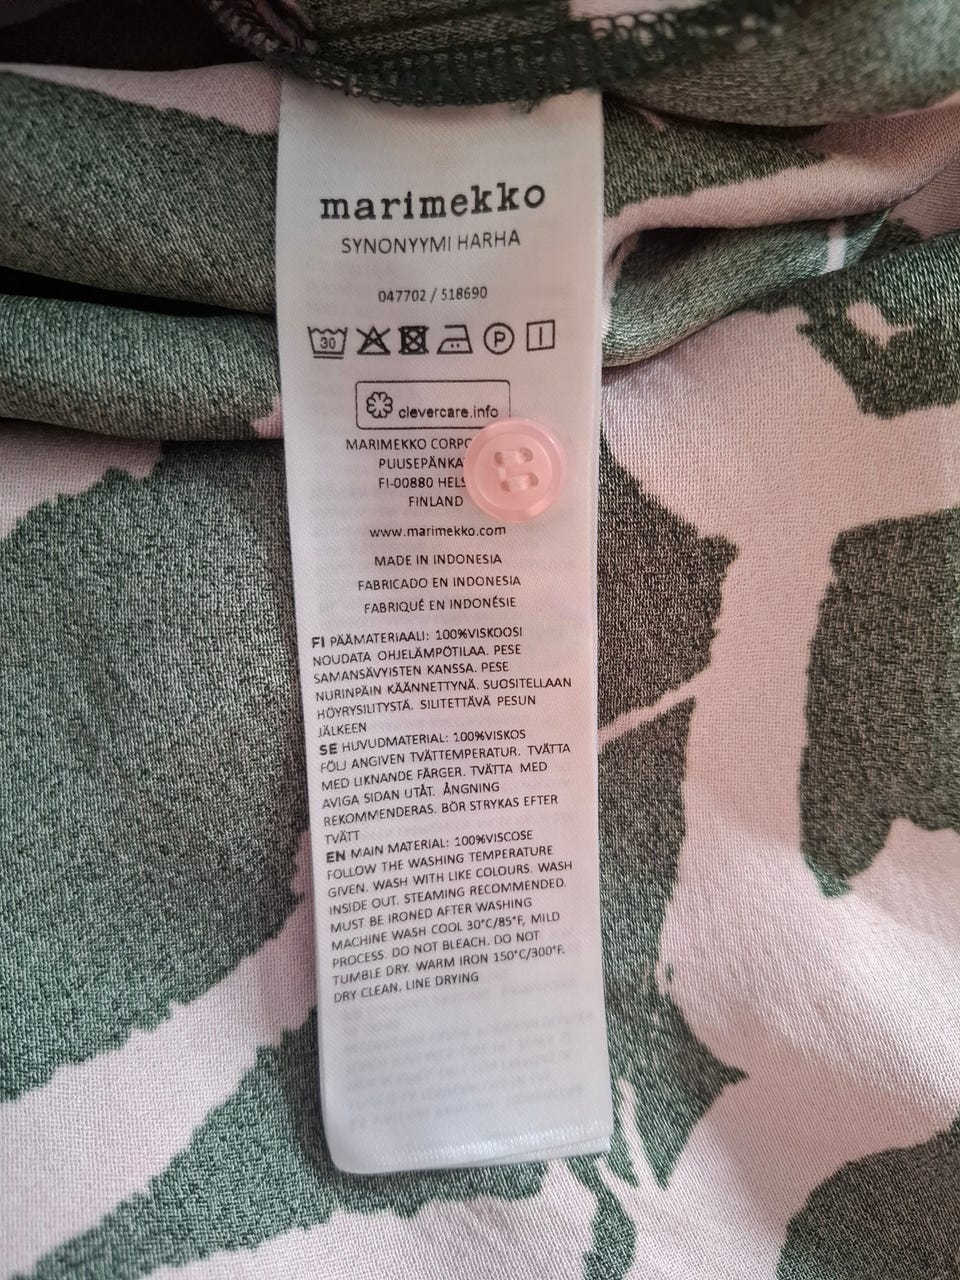 marimekko
SYNONYYMI HARHA
047702 / 518690
30 P
clevercare.info
MARIMEKKO
FI-00880
FINLAND
www.marimekko.com
MADE IN INDONESIA
FABRICADO EN INDONESIA
FABRIQUÉ EN INDONÉSIE
FI PÄÄMATERIAALI: 100%VISKOOSI
NOUDATA OHJELÄMPÖTILAA. PESE
SAMANSÄVYISTEN KANSSA. PESE
NURINPÄIN KÄÄNNETTYNÄ. SUOSITELLAAN
HÖYRYSILITYSTÄ. SILITETTÄVÄ PESUN
JÄLKEEN
SE HUVUDMATERIAL: 100%VISKOS
FÖLJ ANGIVEN TVÄTTEMPERATUR. TVÄTTA
MED LIKNANDE FÄRGER. TVÄTTA MED
AVIGA SIDAN UTÅT. ÅNGNING
REKOMMENDERAS. BÖR STRYKAS EFTER
TVÄTT
EN MAIN MATERIAL: 100%VISCOSE
FOLLOW THE WASHING TEMPERATURE
GIVEN. WASH WITH LIKE COLOURS. WASH
INSIDE OUT. STEAMING RECOMMENDED.
MUST BE IRONED AFTER WASHING
MACHINE WASH COOL 30°C/85°F, MILD
PROCESS. DO NOT BLEACH. DO NOT
TUMBLE DRY. WARM IRON 150°C/300°F.
DRY CLEAN. LINE DRYING